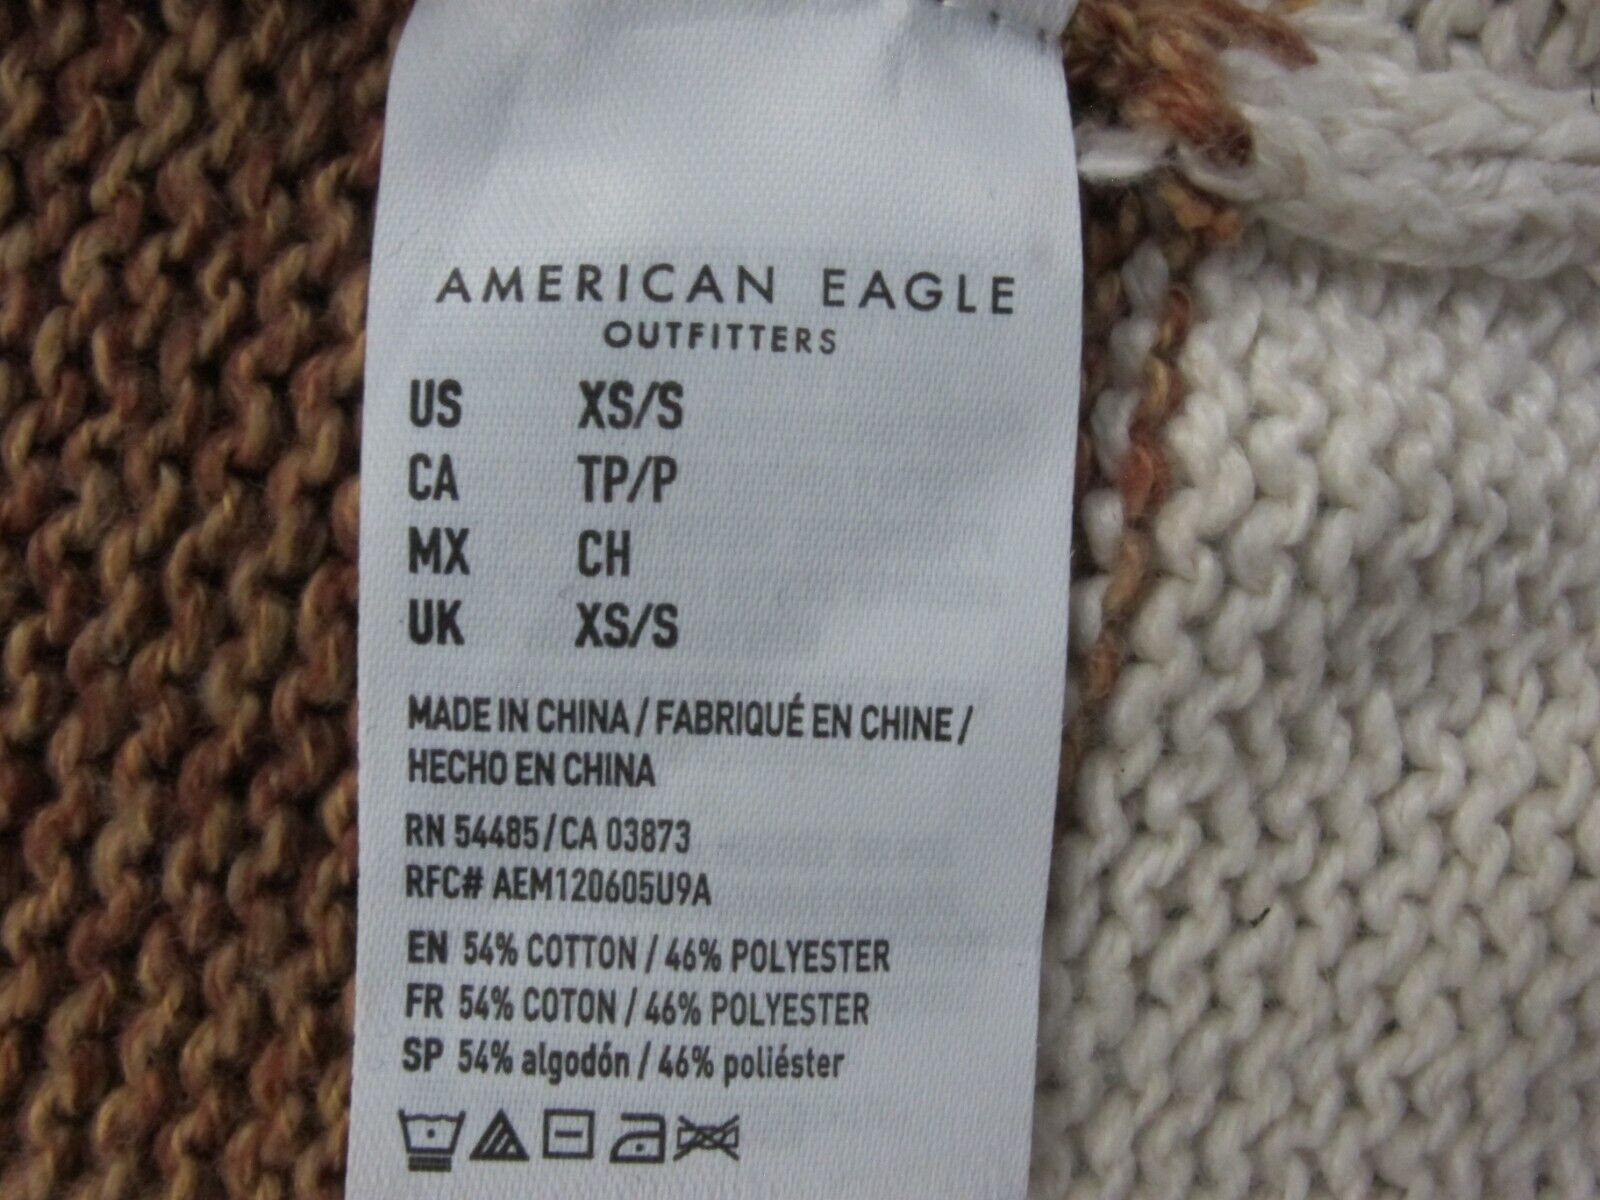 AMERICAN EAGLE
OUTFITTERS
US XS/S
CA TP/P
MX CH
UK XS/S
MADE IN CHINA / FABRIQUÉ EN CHINE /
HECHO EN CHINA
RN 54485 / CA 03873
RFC# AEM120605U9A
EN 54% COTTON / 46% POLYESTER
FR 54% COTON / 46% POLYESTER
SP 54% algodón / 46% poliéster